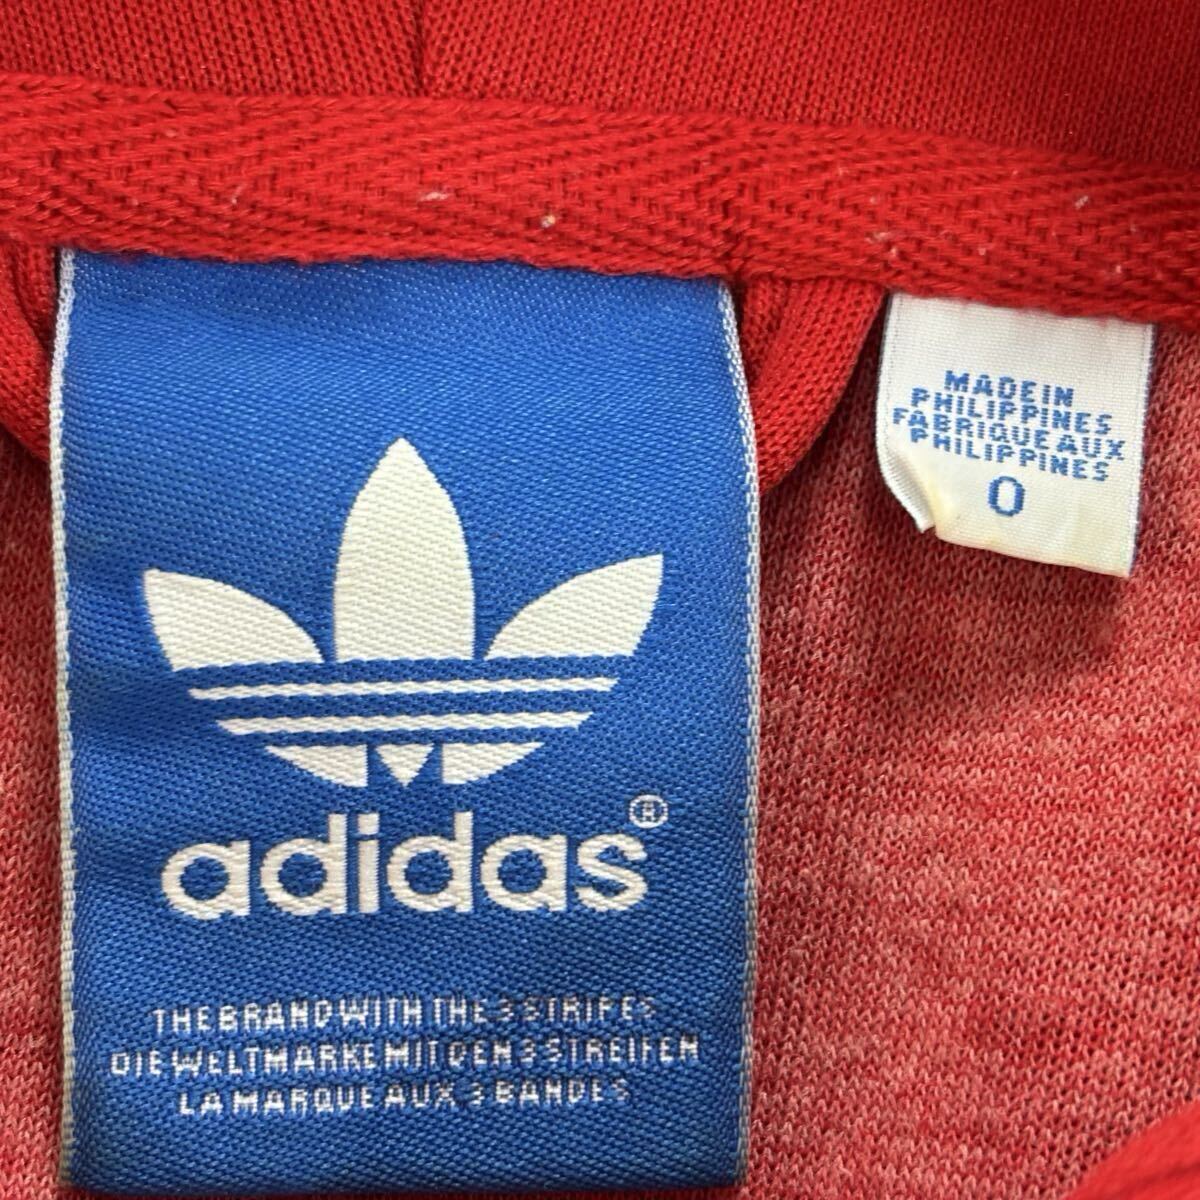 adidas®
THE BRAND WITH THE 3 STRIPES
DIE WELTMARKE MIT DEN 3 STREIFEN
LA MARQUE AUX 3 BANDES
MADE IN
PHILIPPINES
FABRIQUE AUX
PHILIPPINES
O